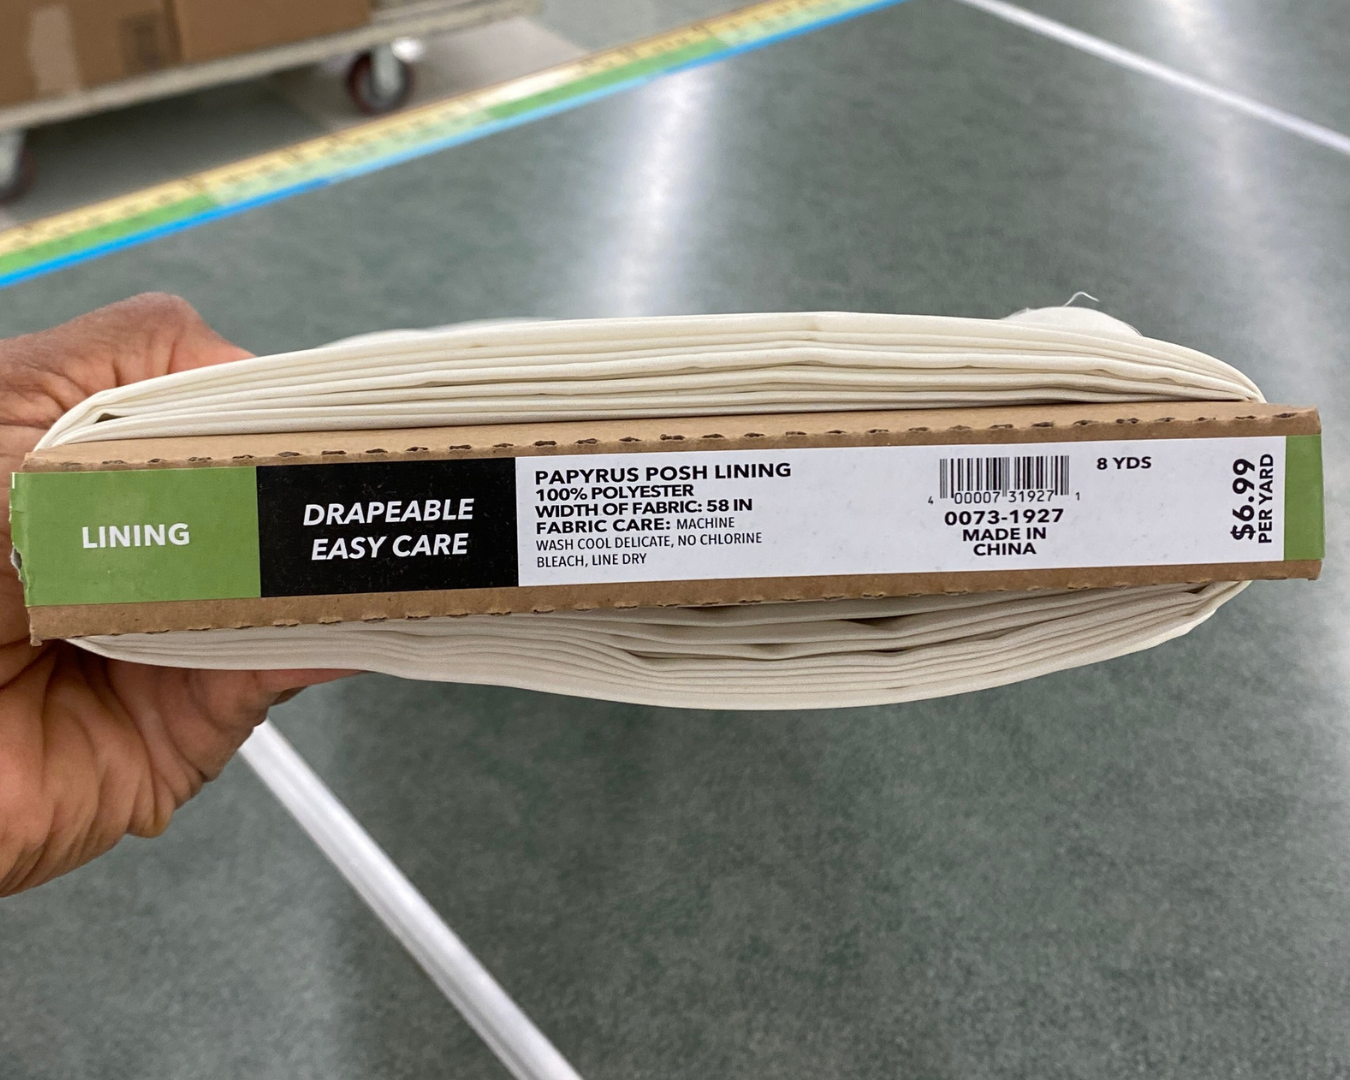 LINING
DRAPEABLE
EASY CARE
PAPYRUS POSH LINING
100% POLYESTER
WIDTH OF FABRIC: 58 IN
FABRIC CARE: MACHINE
WASH COOL DELICATE, NO CHLORINE
BLEACH, LINE DRY
4 00007 31927 1
0073-1927
MADE IN
CHINA
8 YDS
$6.99
PER YARD